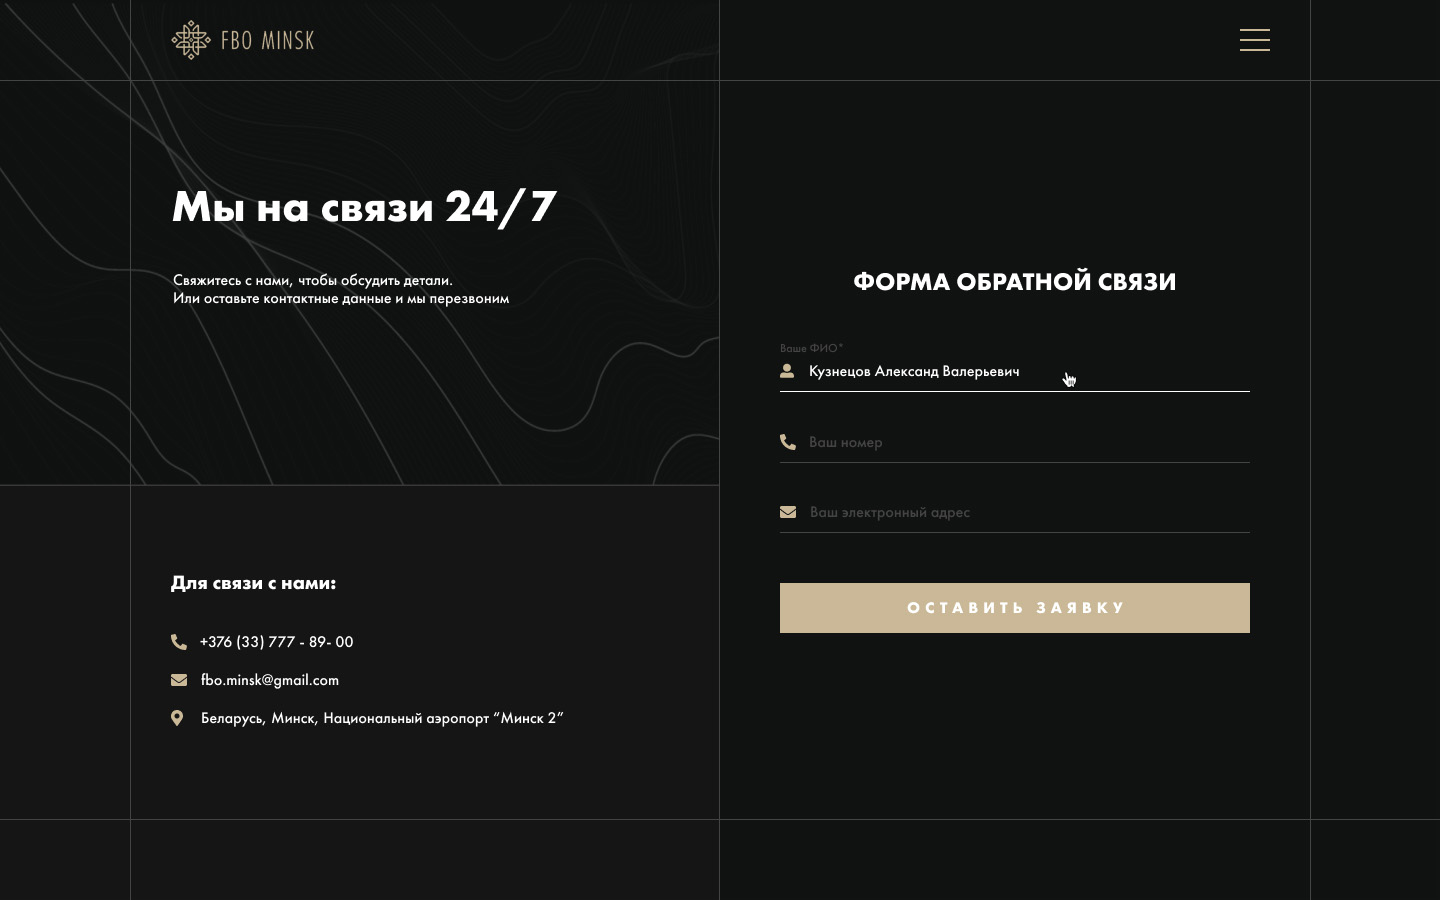 FBO MINSK
Мы на связи 24/7
Свяжитесь с нами, чтобы обсудить детали.
Или оставьте контактные данные и мы перезвоним
Для связи с нами:
+376 (33) 777 - 89- 00
fbo.minsk@gmail.com
Беларусь, Минск, Национальный аэропорт “Минск 2”
ФОРМА ОБРАТНОЙ СВЯЗИ
Ваше ФИО*
Кузнецов Александ Валерьевич
Ваш номер
Ваш электронный адрес
ОСТАВИТЬ ЗАЯВКУ